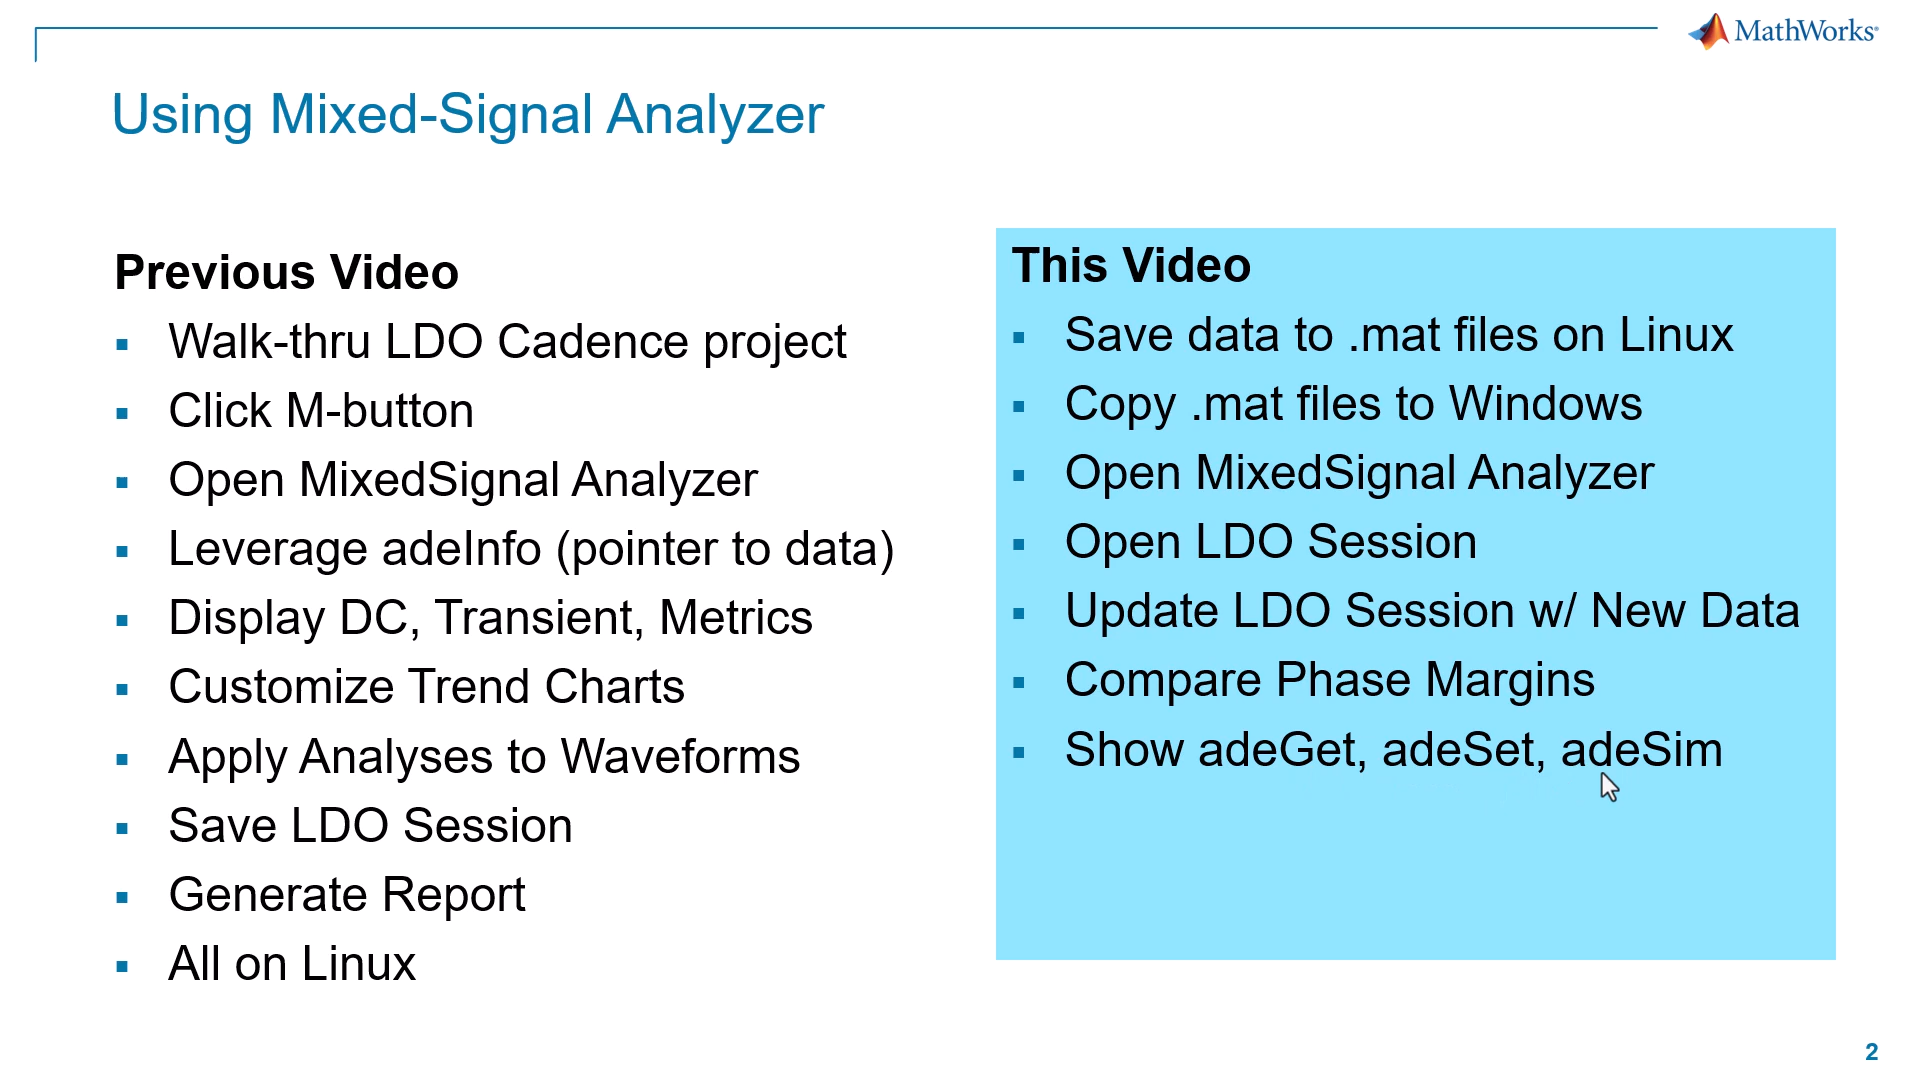 MathWorks®
Using Mixed-Signal Analyzer
Previous Video
▪ Walk-thru LDO Cadence project
▪ Click M-button
▪ Open MixedSignal Analyzer
▪ Leverage adeInfo (pointer to data)
▪ Display DC, Transient, Metrics
▪ Customize Trend Charts
▪ Apply Analyses to Waveforms
▪ Save LDO Session
▪ Generate Report
▪ All on Linux
This Video
▪ Save data to .mat files on Linux
▪ Copy .mat files to Windows
▪ Open MixedSignal Analyzer
▪ Open LDO Session
▪ Update LDO Session w/ New Data
▪ Compare Phase Margins
▪ Show adeGet, adeSet, adeSim
2